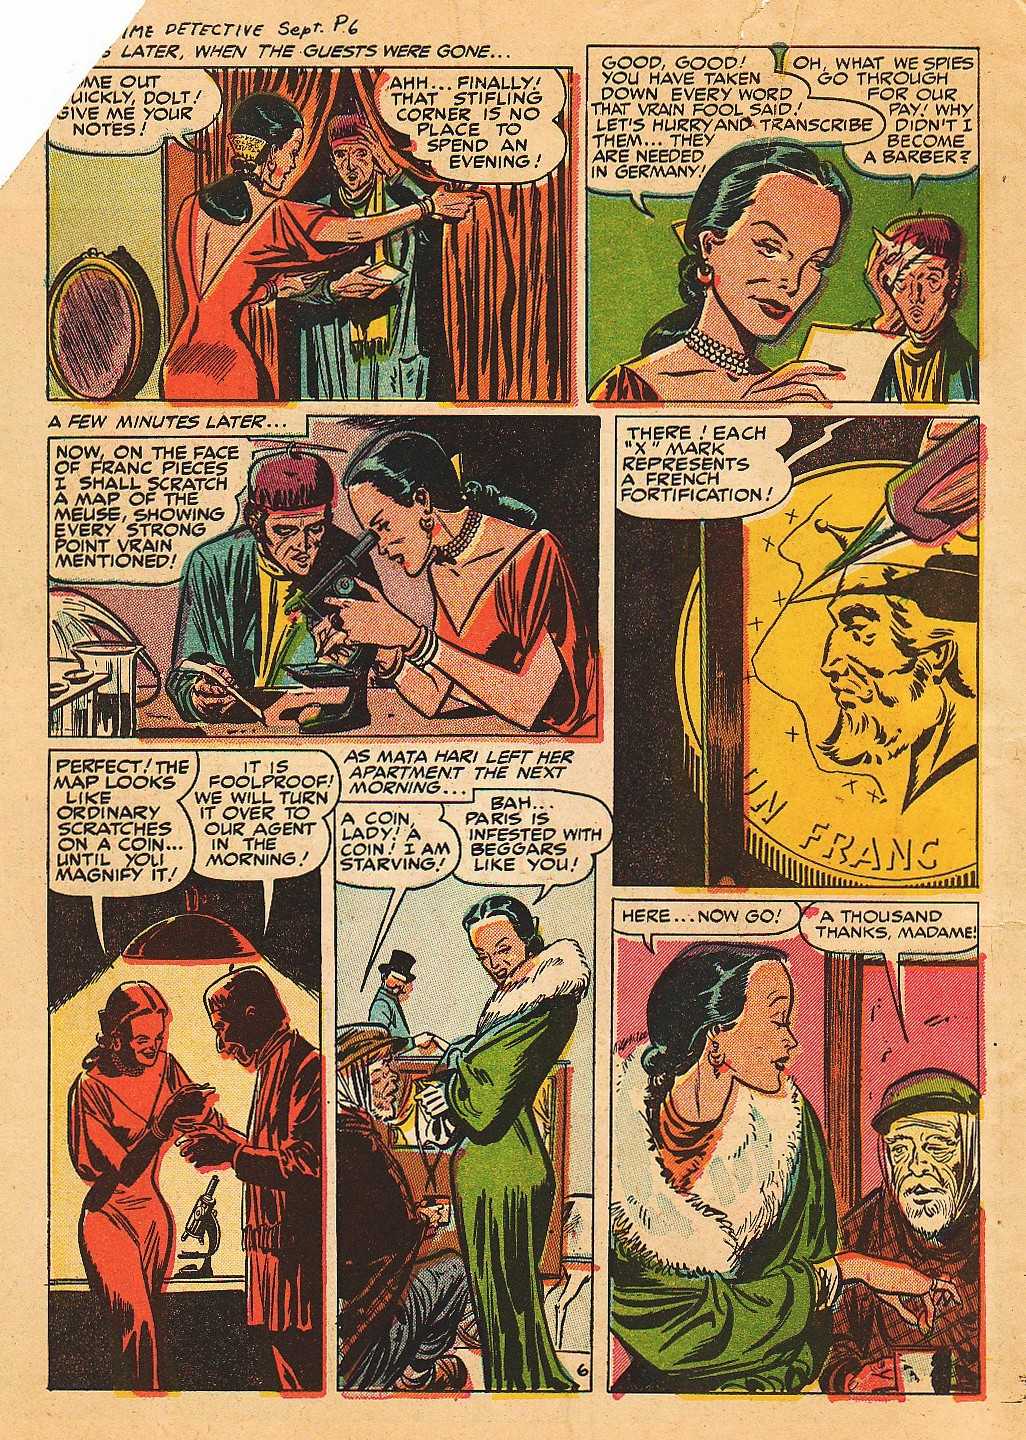 IME DETECTIVE Sept. P.6
LATER, WHEN THE GUESTS WERE GONE...
ME OUT
UICKLY, DOLT!
GIVE ME YOUR
NOTES!
AHH... FINALLY!
THAT STIFLING
CORNER IS NO
PLACE TO
SPEND AN
EVENING!
GOOD, GOOD!
YOU HAVE TAKEN
DOWN EVERY WORD
THAT VRAIN FOOL SAID!
LET'S HURRY AND TRANSCRIBE
THEM... THEY
ARE NEEDED
IN GERMANY!
OH, WHAT WE SPIES
GO THROUGH
FOR OUR
PAY! WHY
DIDN'T I
BECOME
A BARBER?
A FEW MINUTES LATER...
NOW, ON THE FACE
OF FRANC PIECES
I SHALL SCRATCH
A MAP OF THE
MEUSE, SHOWING
EVERY STRONG
POINT VRAIN
MENTIONED!
THERE! EACH
"X" MARK
REPRESENTS
A FRENCH
FORTIFICATION!
UN FRANC
PERFECT! THE
MAP LOOKS
LIKE
ORDINARY
SCRATCHES
ON A COIN...
UNTIL YOU
MAGNIFY IT!
IT IS
FOOLPROOF!
WE WILL TURN
IT OVER TO
OUR AGENT
IN THE
MORNING!
AS MATA HARI LEFT HER
APARTMENT THE NEXT
MORNING...
A COIN,
LADY! A
COIN! I AM
STARVING!
BAH...
PARIS IS
INFESTED WITH
BEGGARS
LIKE YOU!
6
HERE... NOW GO!
A THOUSAND
THANKS, MADAME!